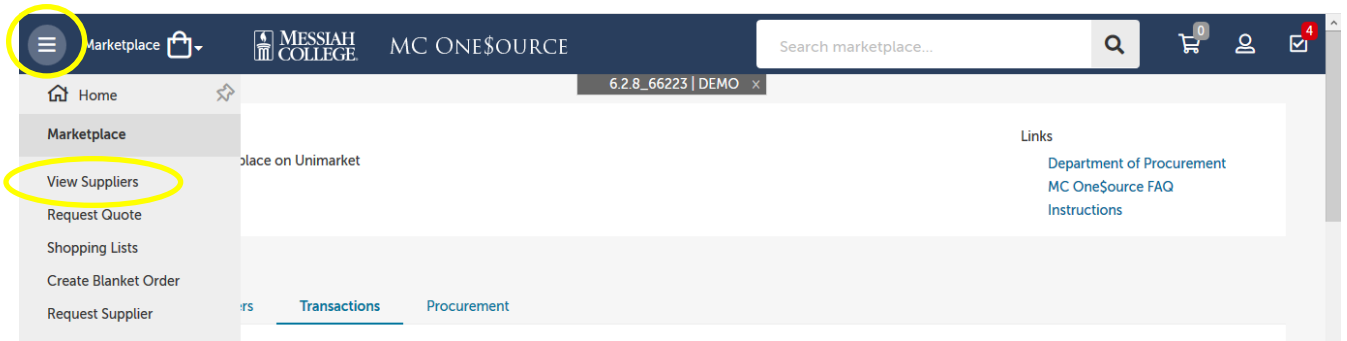 Marketplace
MESSIAH
COLLEGE.
MC ONE$OURCE
Search marketplace...
0
4
6.2.8_66223 | DEMO x
Home
Marketplace
View Suppliers
Request Quote
Shopping Lists
Create Blanket Order
Request Supplier
place on Unimarket
Links
Department of Procurement
MC One$ource FAQ
Instructions
ers Transactions Procurement